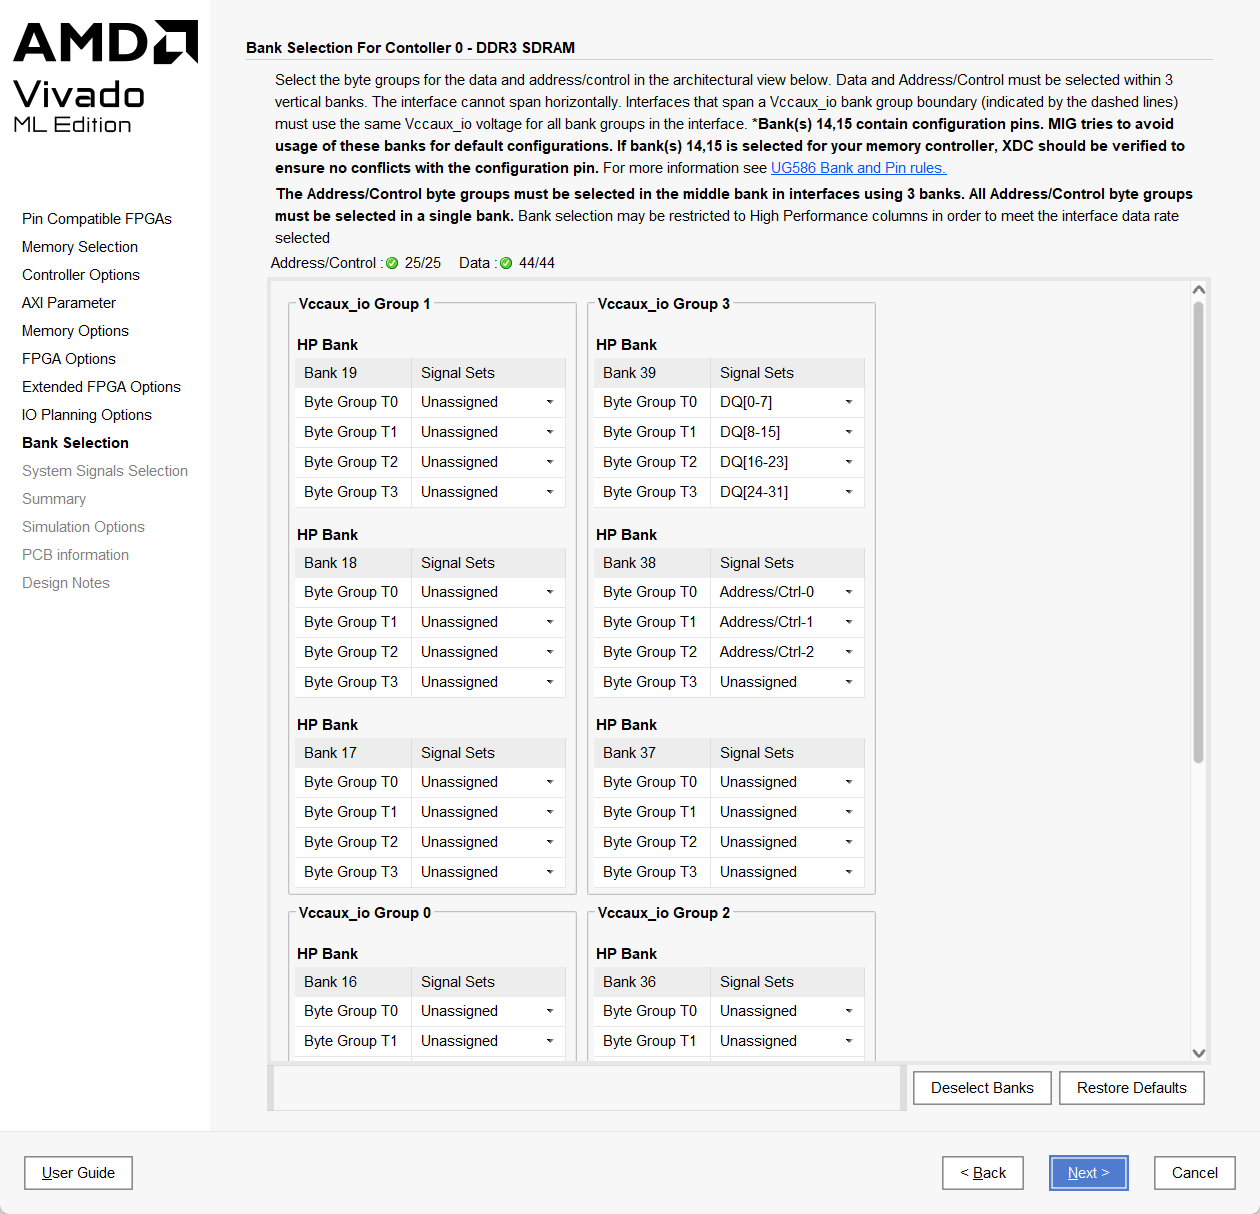 AMD
Vivado
ML Edition
Pin Compatible FPGAs
Memory Selection
Controller Options
AXI Parameter
Memory Options
FPGA Options
Extended FPGA Options
IO Planning Options
Bank Selection
System Signals Selection
Summary
Simulation Options
PCB information
Design Notes
Bank Selection For Contoller 0 - DDR3 SDRAM
Select the byte groups for the data and address/control in the architectural view below. Data and Address/Control must be selected within 3
vertical banks. The interface cannot span horizontally. Interfaces that span a Vccaux_io bank group boundary (indicated by the dashed lines)
must use the same Vccaux_io voltage for all bank groups in the interface. *Bank(s) 14,15 contain configuration pins. MIG tries to avoid
usage of these banks for default configurations. If bank(s) 14,15 is selected for your memory controller, XDC should be verified to
ensure no conflicts with the configuration pin. For more information see UG586 Bank and Pin rules.
The Address/Control byte groups must be selected in the middle bank in interfaces using 3 banks. All Address/Control byte groups
must be selected in a single bank. Bank selection may be restricted to High Performance columns in order to meet the interface data rate
selected
Address/Control : 25/25 Data : 44/44
Vccaux_io Group 1
HP Bank
Bank 19 Signal Sets
Byte Group T0 Unassigned
Byte Group T1 Unassigned
Byte Group T2 Unassigned
Byte Group T3 Unassigned
HP Bank
Bank 18 Signal Sets
Byte Group T0 Unassigned
Byte Group T1 Unassigned
Byte Group T2 Unassigned
Byte Group T3 Unassigned
HP Bank
Bank 17 Signal Sets
Byte Group T0 Unassigned
Byte Group T1 Unassigned
Byte Group T2 Unassigned
Byte Group T3 Unassigned
Vccaux_io Group 3
HP Bank
Bank 39 Signal Sets
Byte Group T0 DQ[0-7]
Byte Group T1 DQ[8-15]
Byte Group T2 DQ[16-23]
Byte Group T3 DQ[24-31]
HP Bank
Bank 38 Signal Sets
Byte Group T0 Address/Ctrl-0
Byte Group T1 Address/Ctrl-1
Byte Group T2 Address/Ctrl-2
Byte Group T3 Unassigned
HP Bank
Bank 37 Signal Sets
Byte Group T0 Unassigned
Byte Group T1 Unassigned
Byte Group T2 Unassigned
Byte Group T3 Unassigned
Vccaux_io Group 0
HP Bank
Bank 16 Signal Sets
Byte Group T0 Unassigned
Byte Group T1 Unassigned
Vccaux_io Group 2
HP Bank
Bank 36 Signal Sets
Byte Group T0 Unassigned
Byte Group T1 Unassigned
Deselect Banks
Restore Defaults
User Guide
< Back
Next >
Cancel